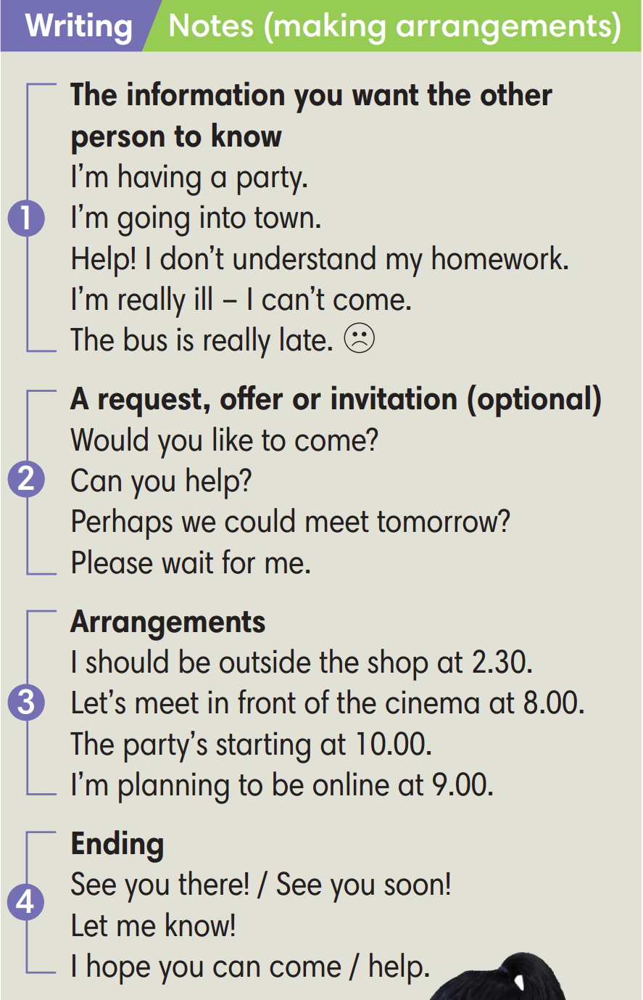 Writing Notes (making arrangements)
The information you want the other
person to know
I'm having a party.
1 I'm going into town.
Help! I don't understand my homework.
I'm really ill – I can't come.
The bus is really late.
A request, offer or invitation (optional)
Would you like to come?
2 Can you help?
Perhaps we could meet tomorrow?
Please wait for me.
Arrangements
I should be outside the shop at 2.30.
3 Let's meet in front of the cinema at 8.00.
The party's starting at 10.00.
I'm planning to be online at 9.00.
Ending
See you there! / See you soon!
4 Let me know!
I hope you can come / help.